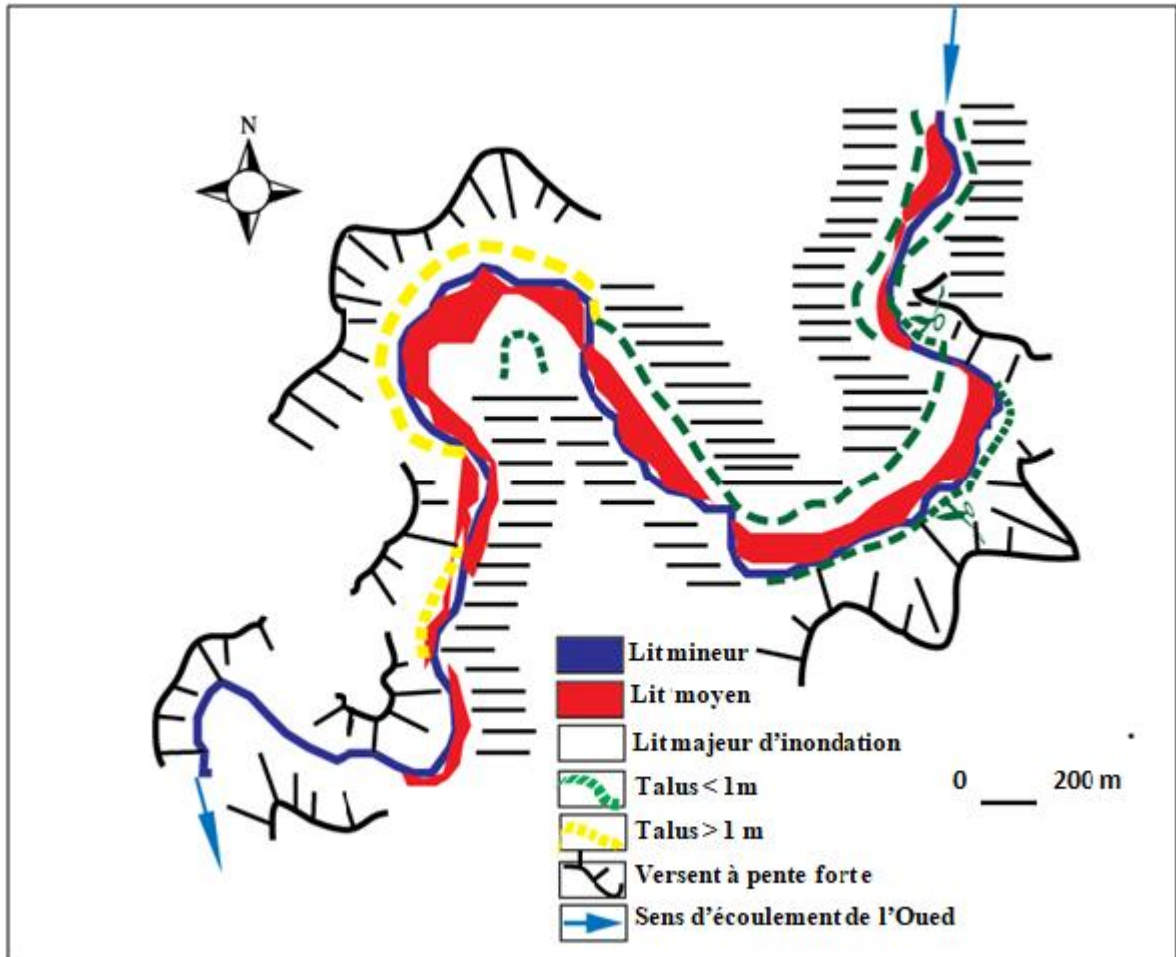 N
Lit mineur
Lit moyen
Lit majeur d'inondation
0 200 m
Talus < 1m
Talus > 1 m
Versent à pente forte
Sens d'écoulement de l'Oued